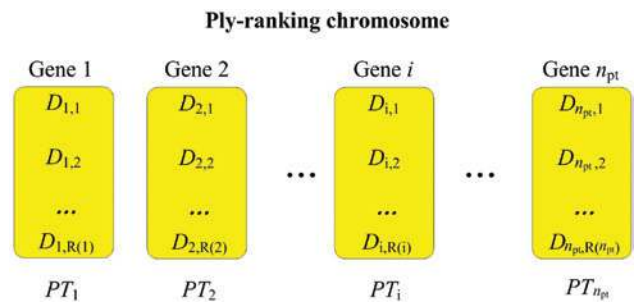 Ply-ranking chromosome
Gene 1 Gene 2 Gene i Gene n_pt
D_1,1 D_2,1 D_i,1 D_n_pt,1
D_1,2 D_2,2 ... D_i,2 ... D_n_pt,2
... ... ... ...
D_1,R(1) D_2,R(2) D_i,R(i) D_n_pt,R(n_pt)
PT_1 PT_2 PT_i PT_n_pt